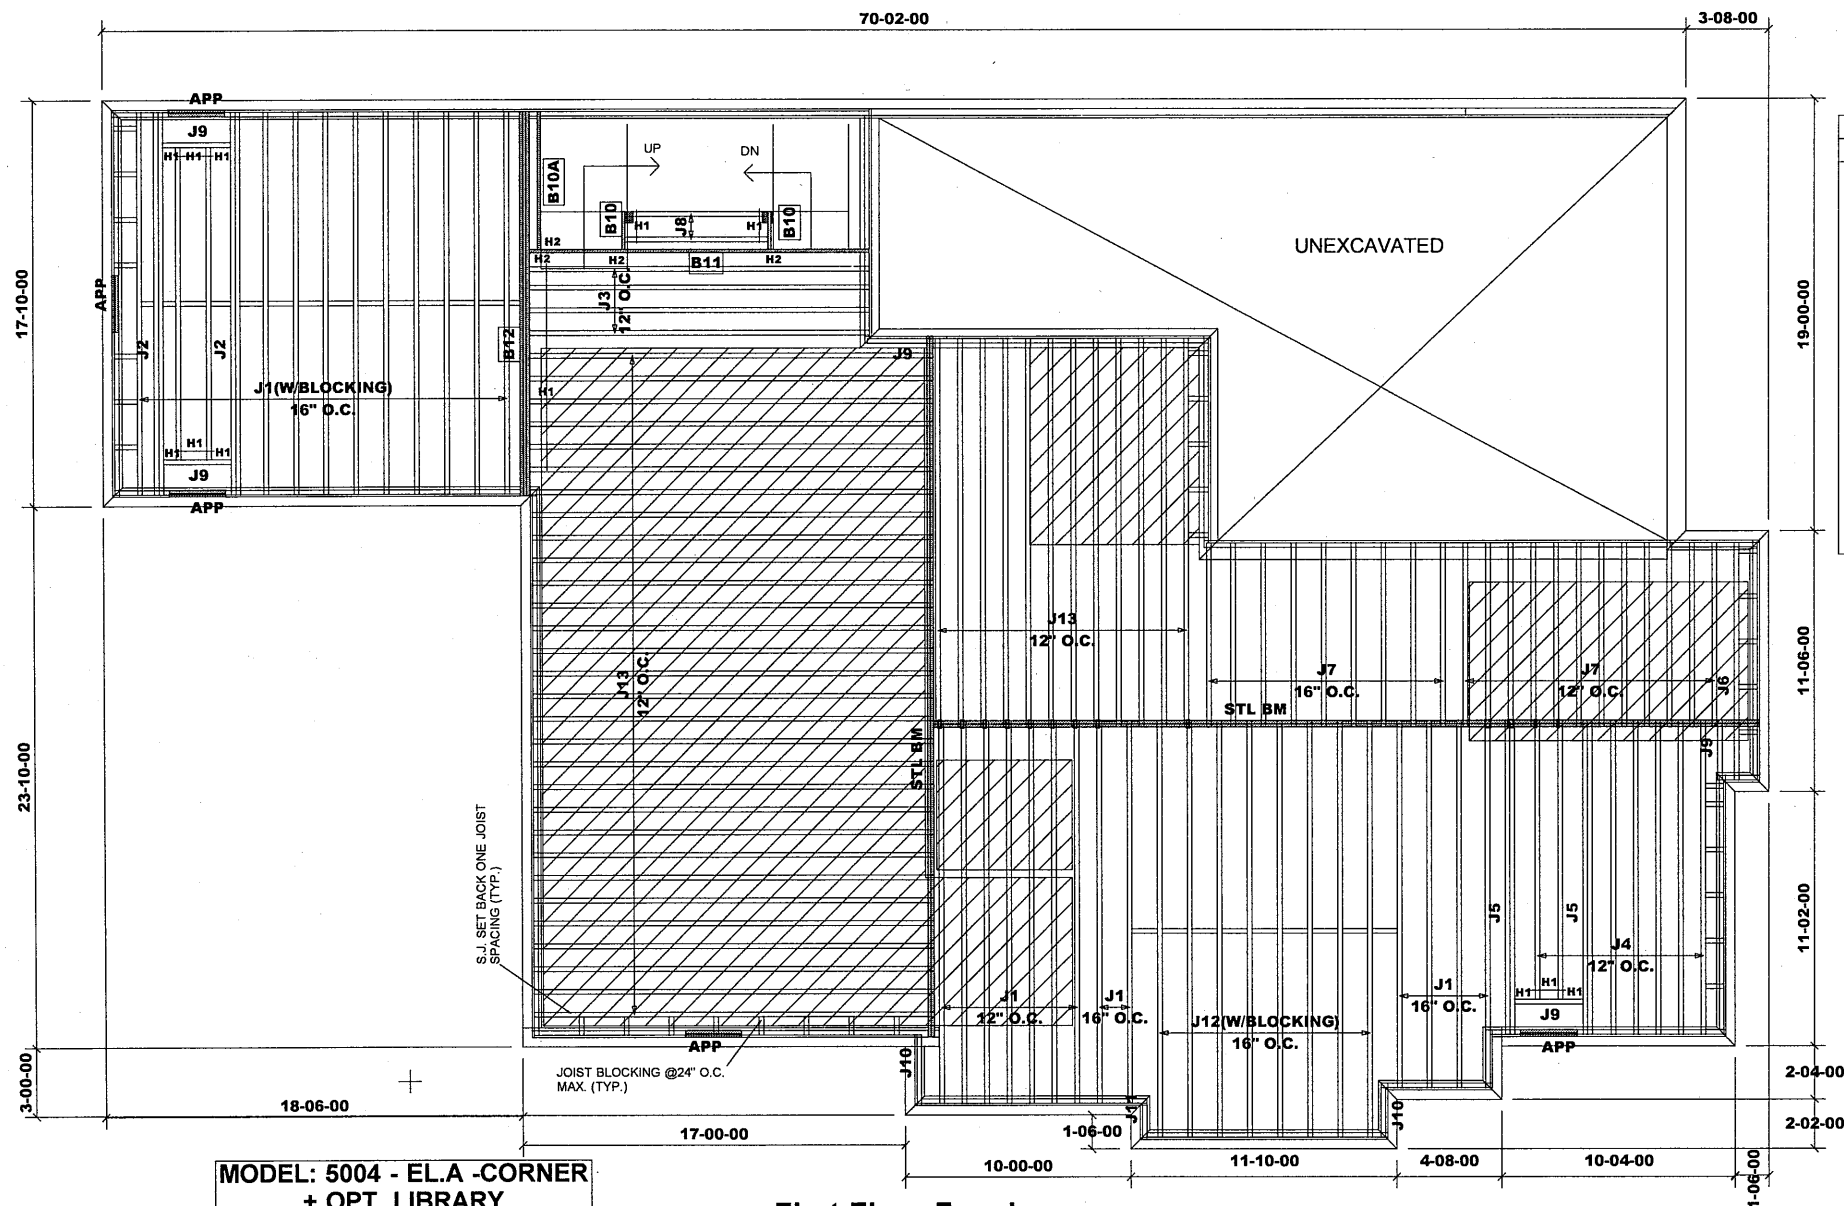 70-02-00
3-08-00
APP
J9
H1 H1 H1
UP
DN
B10A
B10
H1
J8
H1
B10
H2
H2
H2
H2
B11
UNEXCAVATED
17-10-00
APP
J3
12" O.C.
19-00-00
J2
J2
B12
J9
J1(W/BLOCKING)
16" O.C.
H1
H1
H1
H1
J9
APP
J13
12" O.C.
J13
12" O.C.
J7
16" O.C.
J7
12" O.C.
J6
11-06-00
STL BM
STL BM
J9
23-10-00
S.J. SET BACK ONE JOIST
SPACING (TYP.)
J5
J5
J4
12" O.C.
11-02-00
H1
H1
H1
J9
J1
12" O.C.
J1
16" O.C.
J12(W/BLOCKING)
16" O.C.
J1
16" O.C.
APP
APP
J10
JOIST BLOCKING @24" O.C.
MAX. (TYP.)
3-00-00
2-04-00
J11
J10
18-06-00
17-00-00
1-06-00
2-02-00
10-00-00
11-10-00
4-08-00
10-04-00
1-06-00
MODEL: 5004 - EL.A -CORNER
+ OPT. LIBRARY